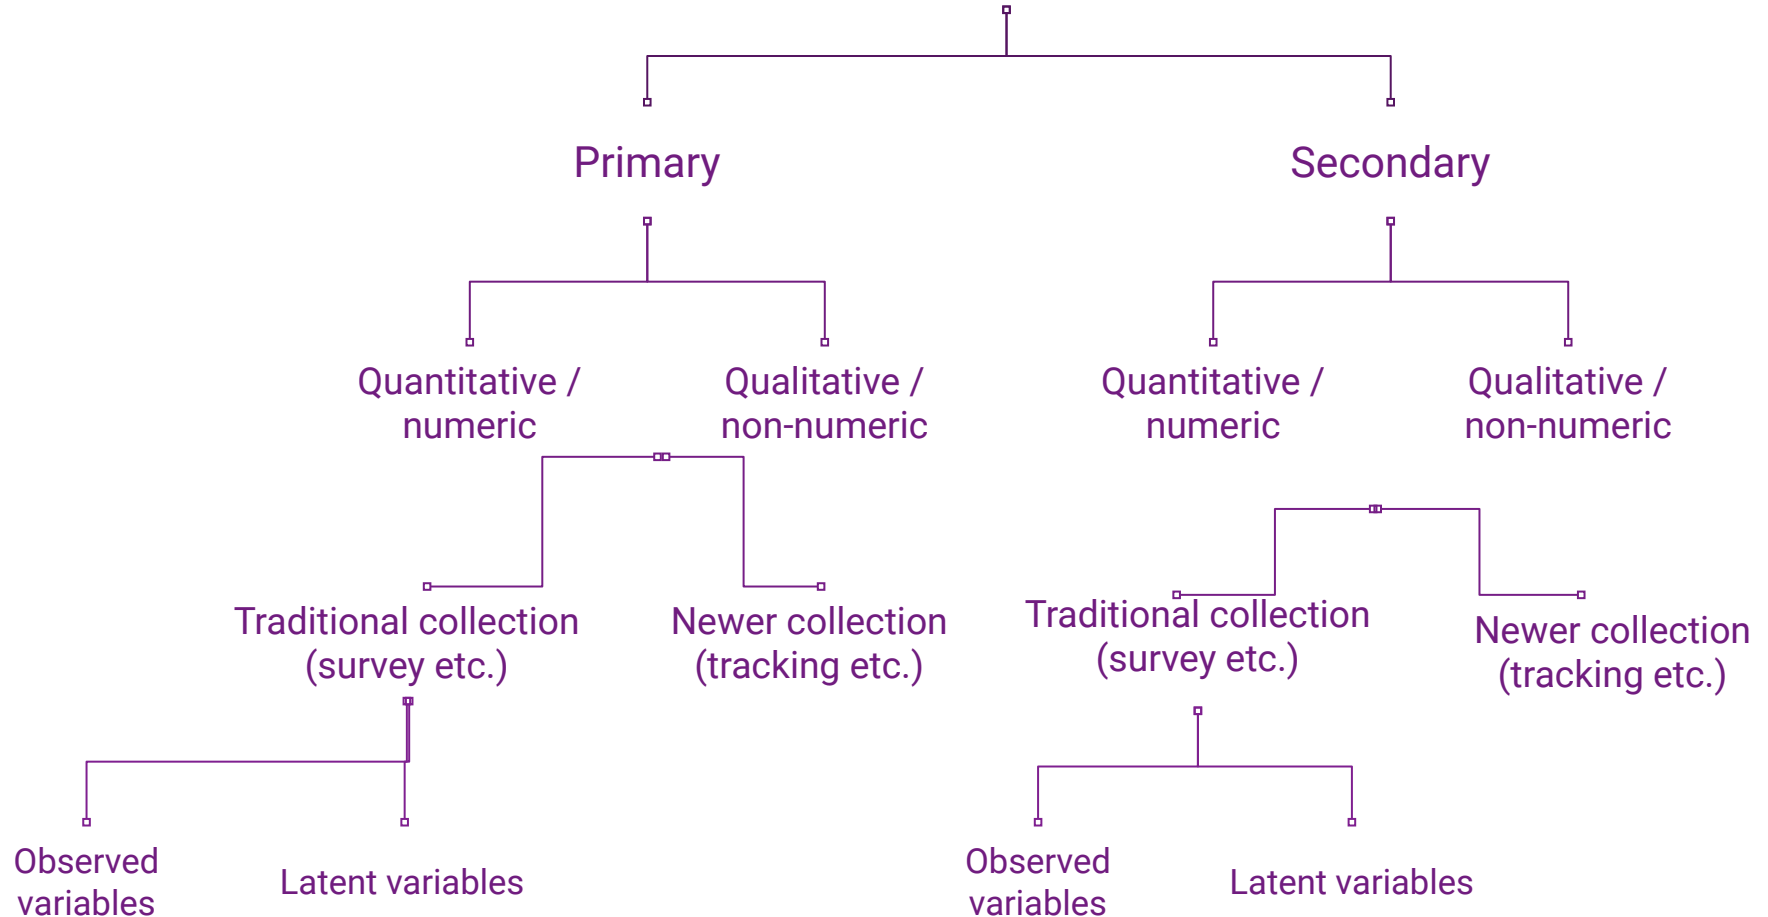 Primary
Secondary
Quantitative /
numeric
Qualitative /
non-numeric
Quantitative /
numeric
Qualitative /
non-numeric
Traditional collection
(survey etc.)
Newer collection
(tracking etc.)
Traditional collection
(survey etc.)
Newer collection
(tracking etc.)
Observed
variables
Latent variables
Observed
variables
Latent variables